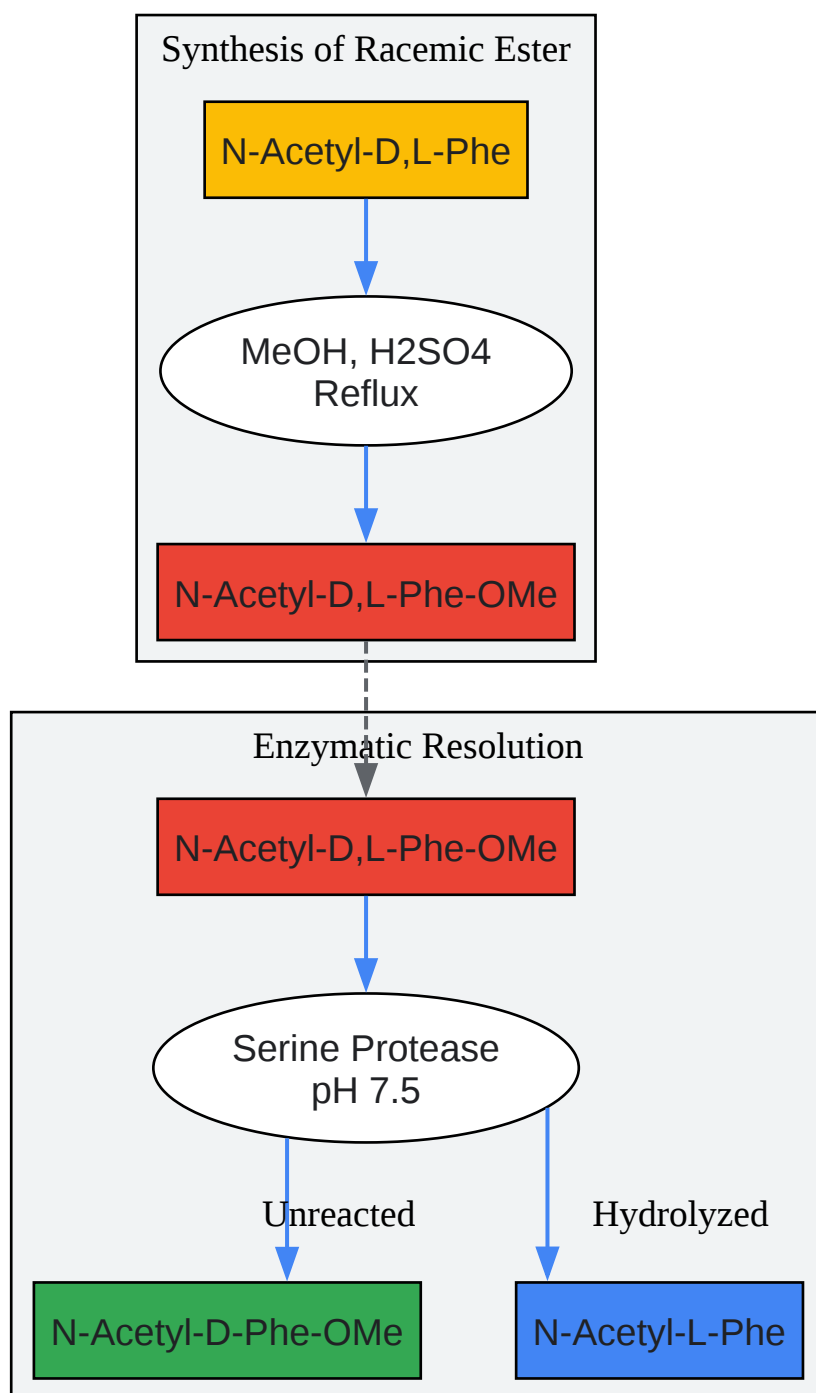 Synthesis of Racemic Ester
N-Acetyl-D,L-Phe
MeOH, H2SO4
Reflux
N-Acetyl-D,L-Phe-OMe
Enzymatic Resolution
N-Acetyl-D,L-Phe-OMe
Serine Protease
pH 7.5
Unreacted
Hydrolyzed
N-Acetyl-D-Phe-OMe
N-Acetyl-L-Phe